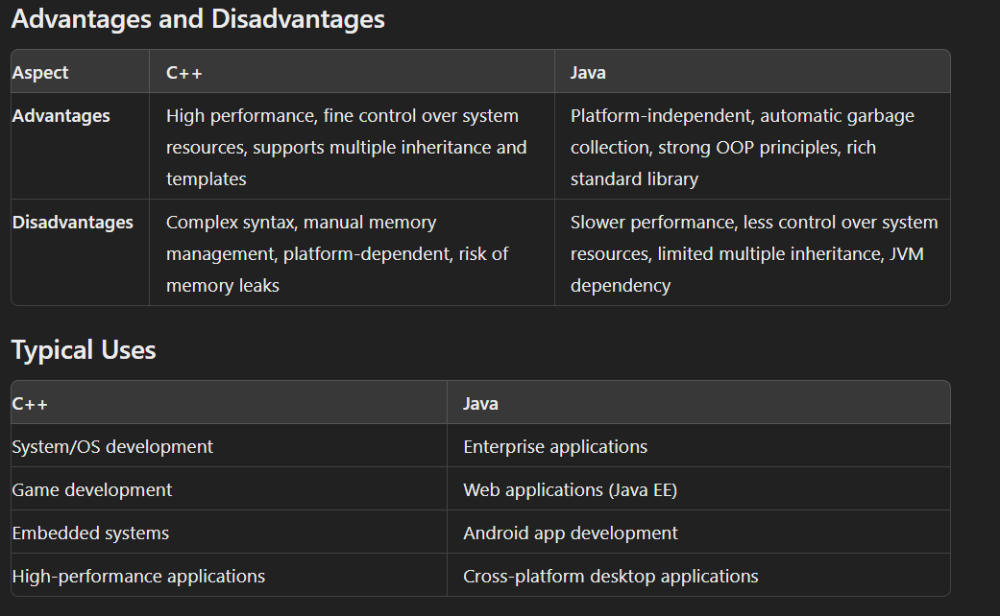 Advantages and Disadvantages
Aspect C++ Java
Advantages High performance, fine control over system Platform-independent, automatic garbage
resources, supports multiple inheritance and collection, strong OOP principles, rich
templates standard library
Disadvantages Complex syntax, manual memory Slower performance, less control over system
management, platform-dependent, risk of resources, limited multiple inheritance, JVM
memory leaks dependency
Typical Uses
C++ Java
System/OS development Enterprise applications
Game development Web applications (Java EE)
Embedded systems Android app development
High-performance applications Cross-platform desktop applications